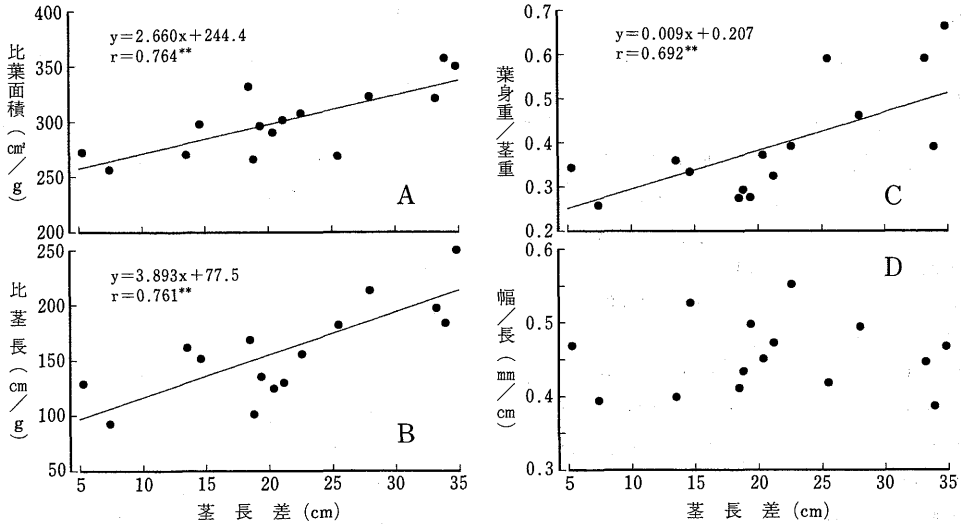 y=2.660x+244.4
r=0.764**
比葉面積(cm²/g)
400
350
300
250
200
A
y=3.893x+77.5
r=0.761**
比茎長(cm/g)
250
200
150
100
50
B
5 10 15 20 25 30 35
茎長差(cm)
y=0.009x+0.207
r=0.692**
葉身重/茎重
0.7
0.6
0.5
0.4
0.3
0.2
C
D
幅/長(mm/cm)
0.6
0.5
0.4
0.3
5 10 15 20 25 30 35
茎長差(cm)